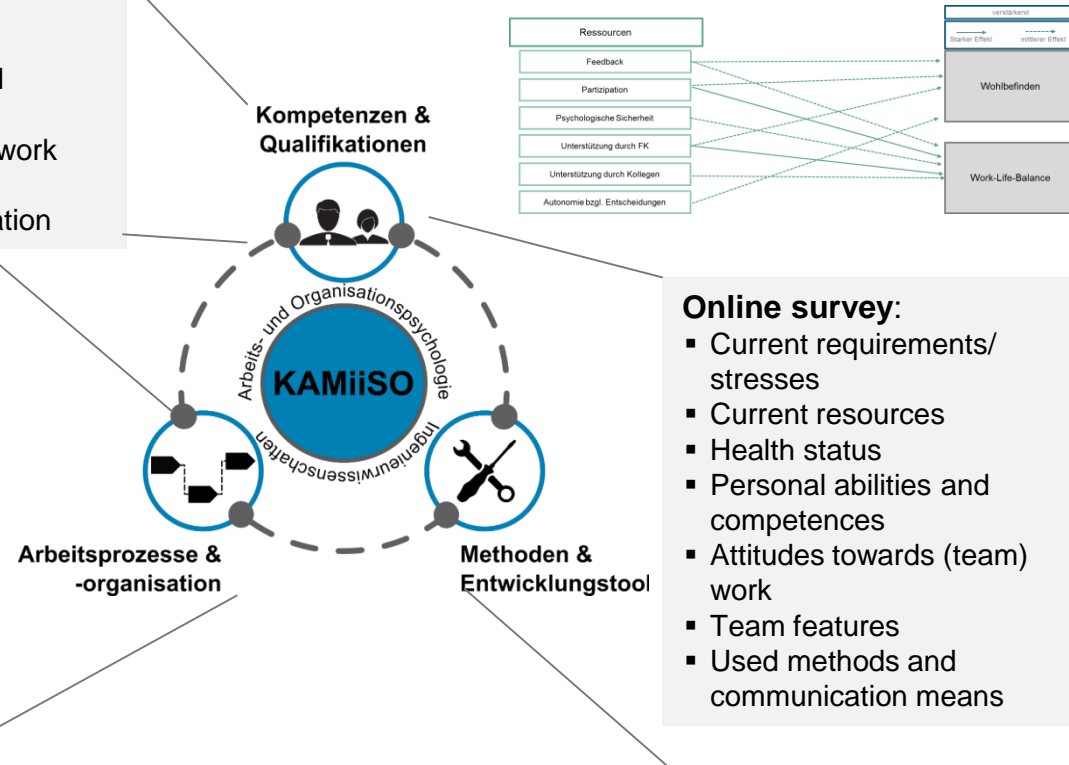 work
ation
Ressourcen
Feedback
Partizipation
Psychologische Sicherheit
Unterstützung durch FK
Unterstützung durch Kollegen
Autonomie bzgl. Entscheidungen
verstärkend
Starker Effekt
mittlerer Effekt
Wohlbefinden
Work-Life-Balance
Kompetenzen &
Qualifikationen
Arbeits- und Organisationspsychologie
KAMiiSO
Ingenieurwissenschaften
Arbeitsprozesse &
-organisation
Methoden &
Entwicklungstool
Online survey:
▪ Current requirements/
stresses
▪ Current resources
▪ Health status
▪ Personal abilities and
competences
▪ Attitudes towards (team)
work
▪ Team features
▪ Used methods and
communication means